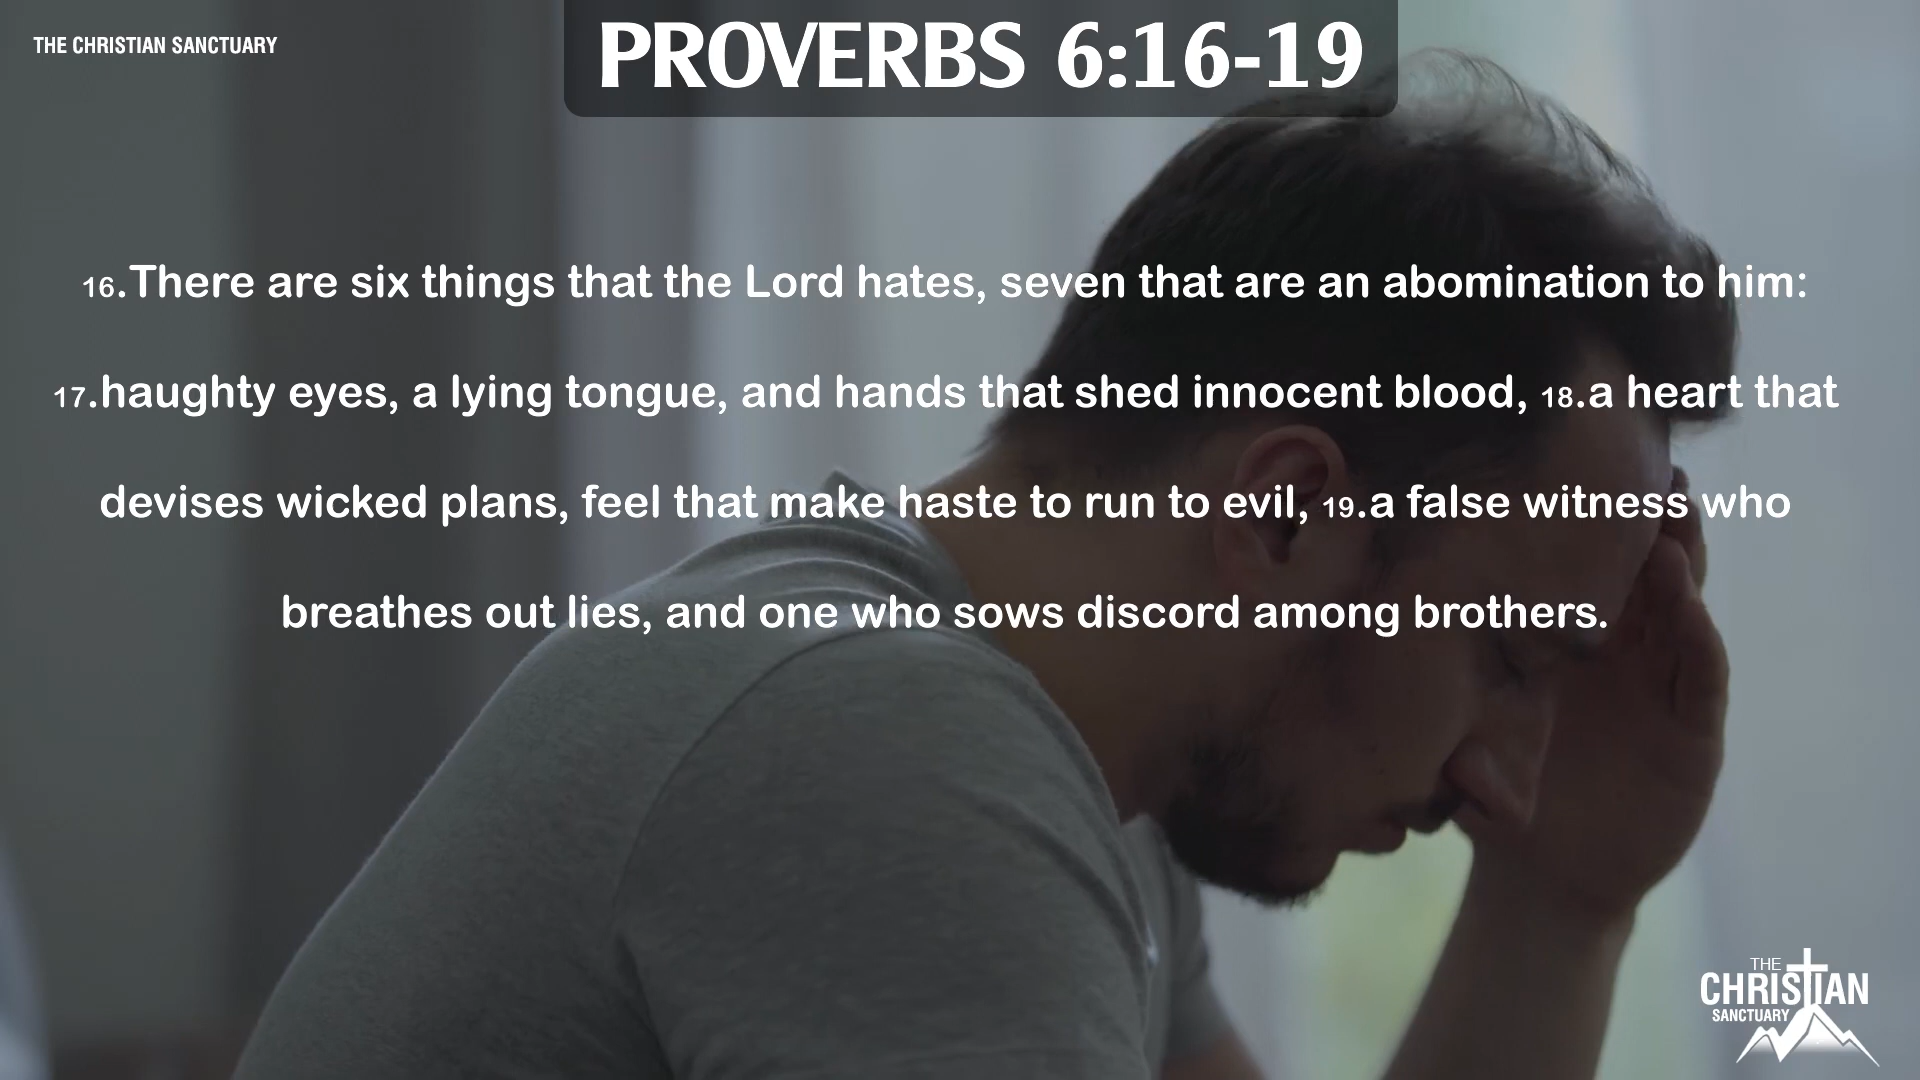 THE CHRISTIAN SANCTUARY
PROVERBS 6:16-19
16.There are six things that the Lord hates, seven that are an abomination to him:
17.haughty eyes, a lying tongue, and hands that shed innocent blood, 18.a heart that
devises wicked plans, feel that make haste to run to evil, 19.a false witness who
breathes out lies, and one who sows discord among brothers.
THE
CHRISTIAN
SANCTUARY